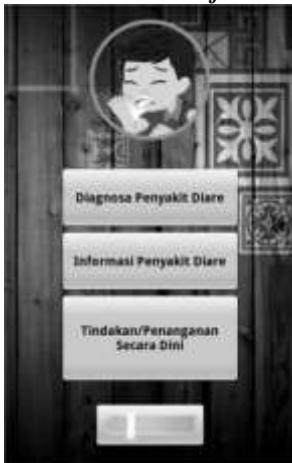 Diagnosa Penyakit Diare
Informasi Penyakit Diare
Tindakan/Penanganan
Secara Dini